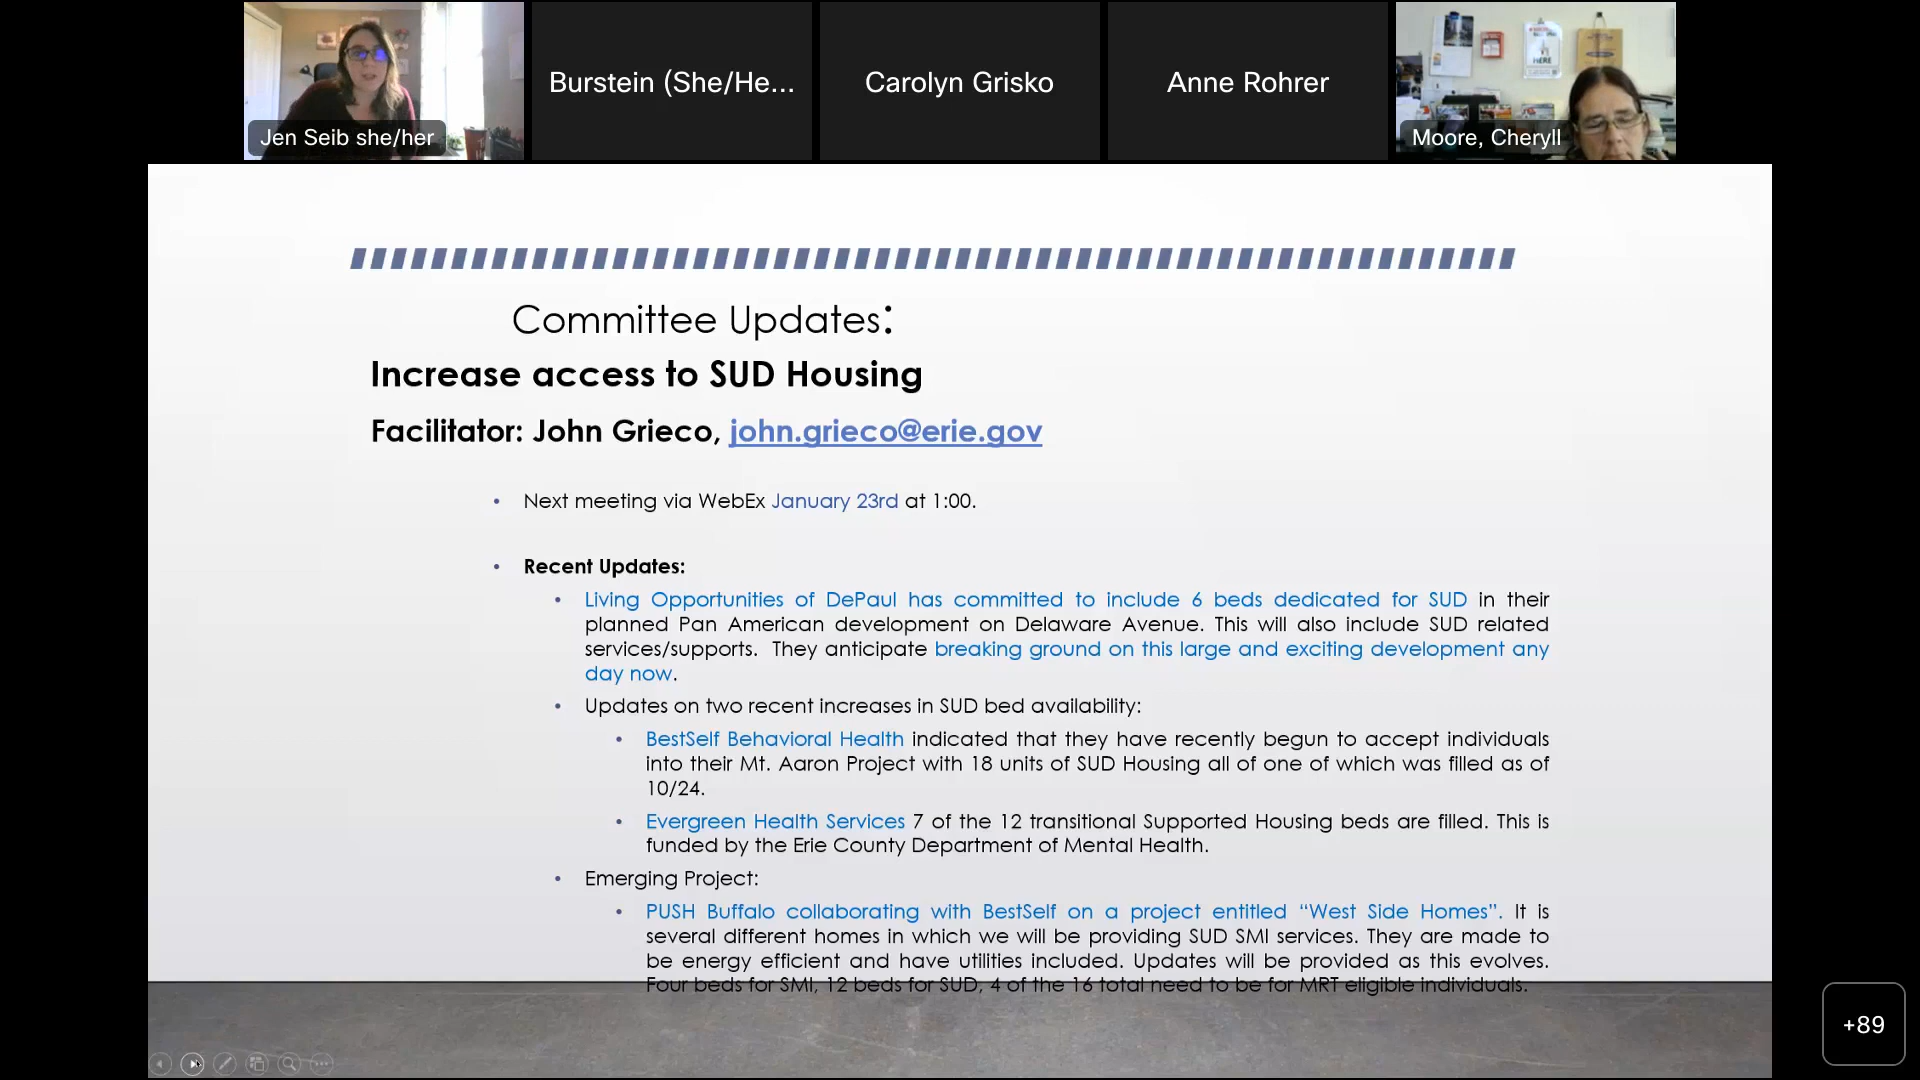 Jen Seib she/her
Burstein (She/He...
Carolyn Grisko
Anne Rohrer
Moore, Cheryll
HERE
Committee Updates:
Increase access to SUD Housing
Facilitator: John Grieco, john.grieco@erie.gov
• Next meeting via WebEx January 23rd at 1:00.
• Recent Updates:
• Living Opportunities of DePaul has committed to include 6 beds dedicated for SUD in their
planned Pan American development on Delaware Avenue. This will also include SUD related
services/supports. They anticipate breaking ground on this large and exciting development any
day now.
• Updates on two recent increases in SUD bed availability:
• BestSelf Behavioral Health indicated that they have recently begun to accept individuals
into their Mt. Aaron Project with 18 units of SUD Housing all of one of which was filled as of
10/24.
• Evergreen Health Services 7 of the 12 transitional Supported Housing beds are filled. This is
funded by the Erie County Department of Mental Health.
• Emerging Project:
• PUSH Buffalo collaborating with BestSelf on a project entitled “West Side Homes”. It is
several different homes in which we will be providing SUD SMI services. They are made to
be energy efficient and have utilities included. Updates will be provided as this evolves.
Four beds for SMI, 12 beds for SUD, 4 of the 16 total need to be for MRT eligible individuals.
+89